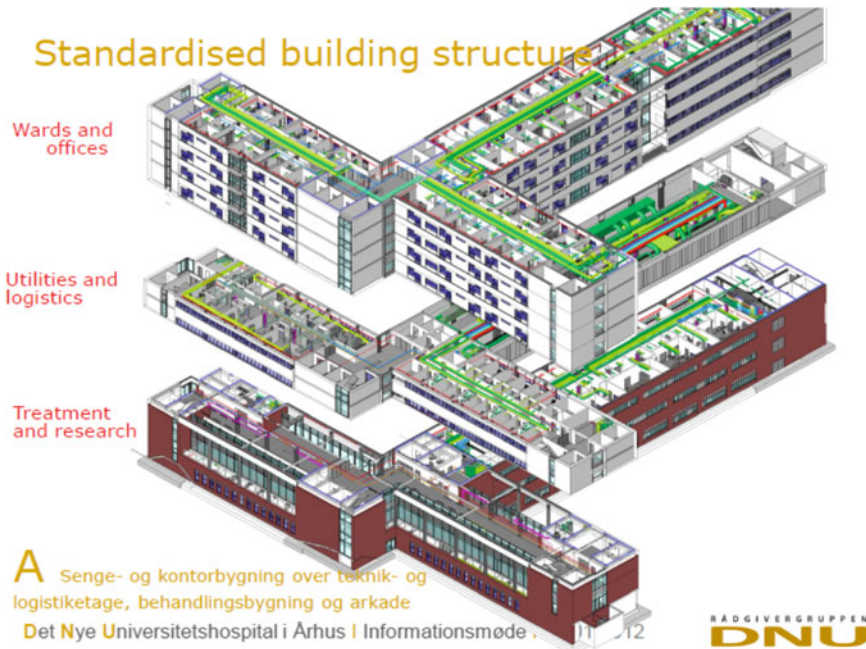 Standardised building structure
Wards and
offices
Utilities and
logistics
Treatment
and research
A Senge- og kontorbygning over teknik- og
logistiketage, behandlingsbygning og arkade
Det Nye Universitetshospital i Århus I Informationsmøde
RÅDGIVERGRUPPEN
DNU